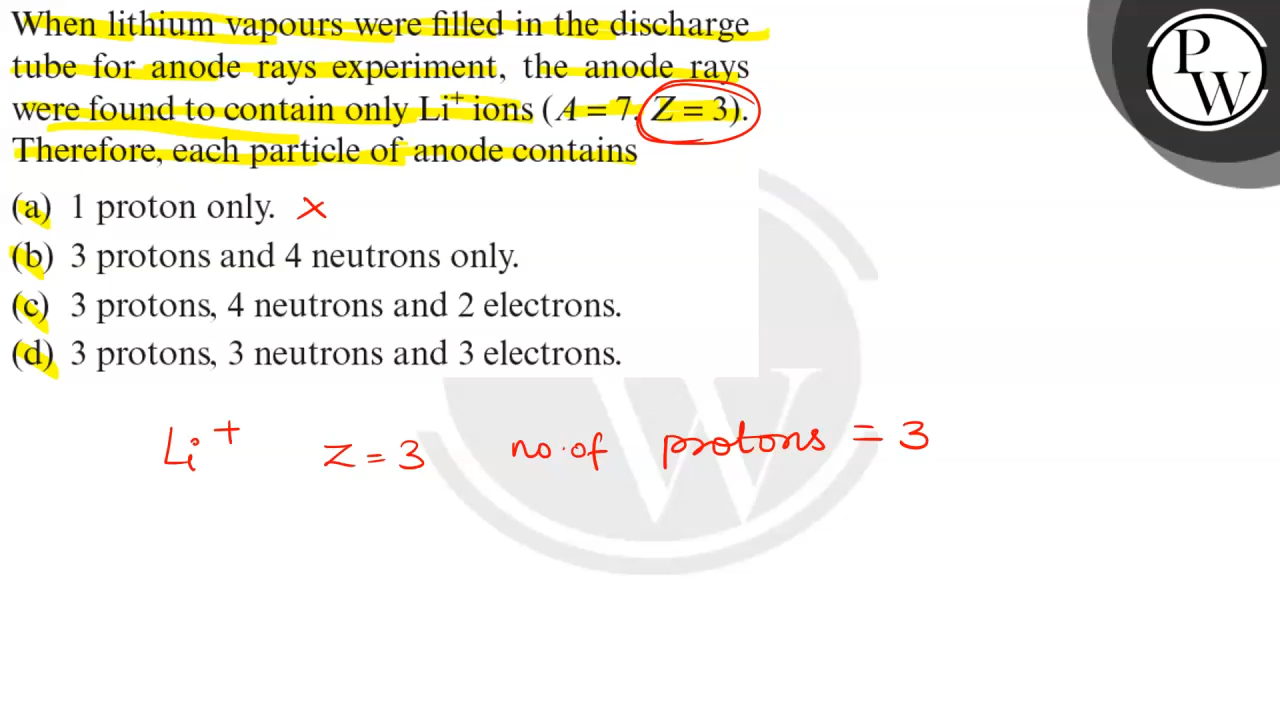 When lithium vapours were filled in the discharge
tube for anode rays experiment, the anode rays
were found to contain only Li⁺ ions (A = 7, Z = 3).
Therefore, each particle of anode contains
(a) 1 proton only. ×
(b) 3 protons and 4 neutrons only.
(c) 3 protons, 4 neutrons and 2 electrons.
(d) 3 protons, 3 neutrons and 3 electrons.
Li⁺ Z = 3 no. of protons = 3
P
W
W